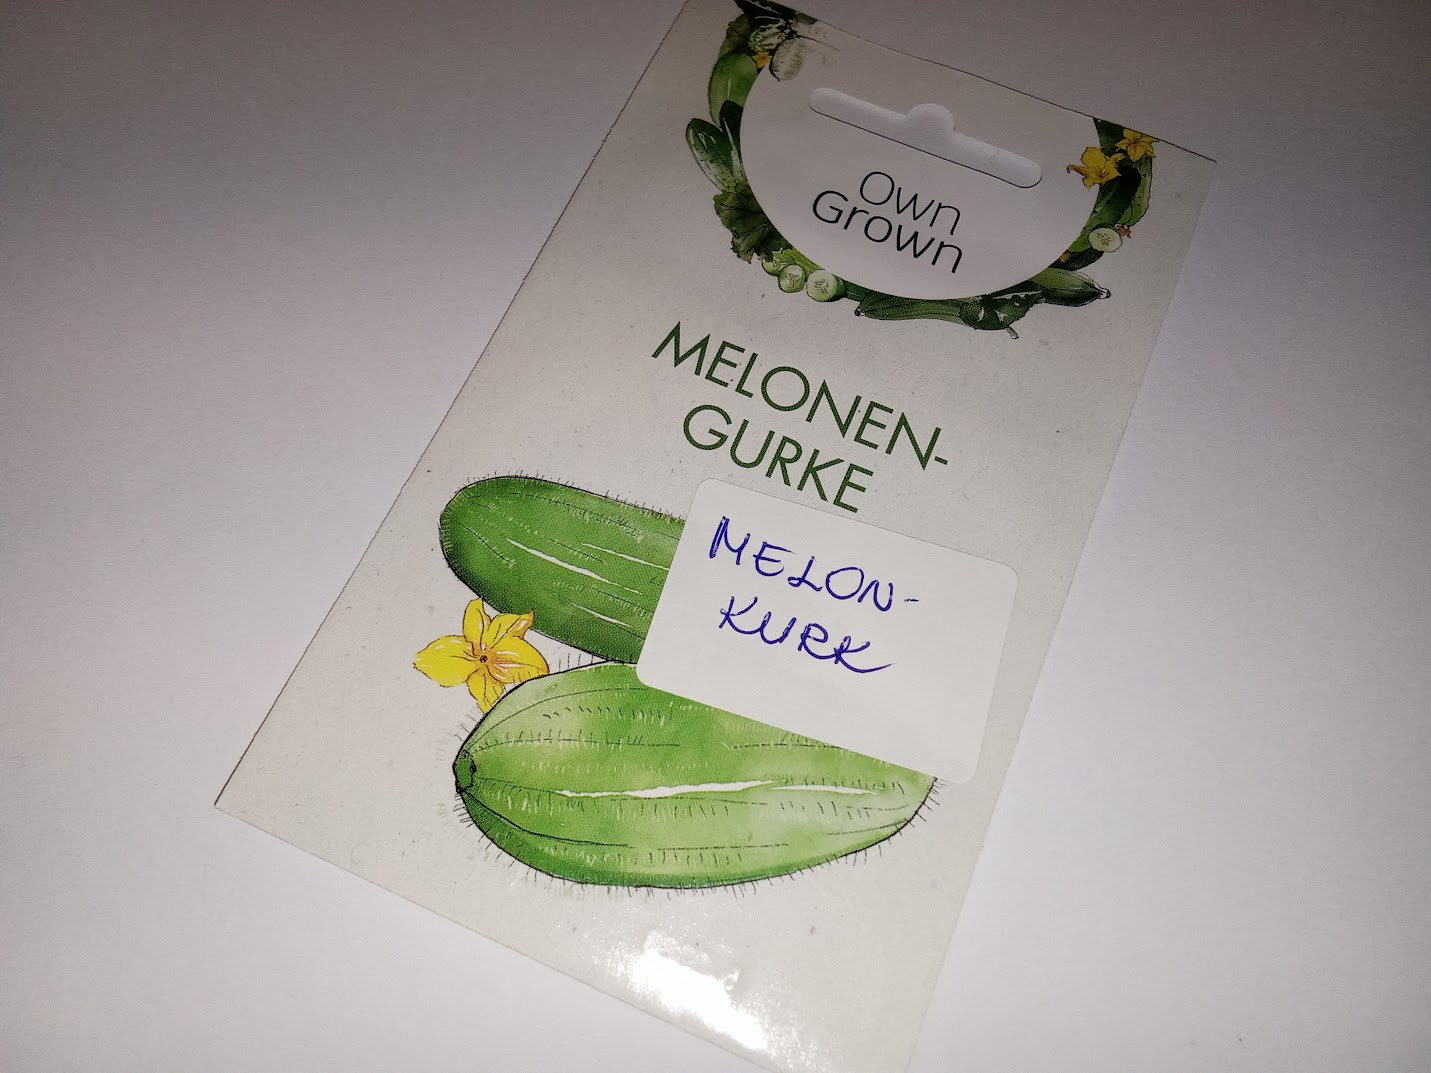 Own
Grown
MELONEN-
GURKE
MELON-
KURK